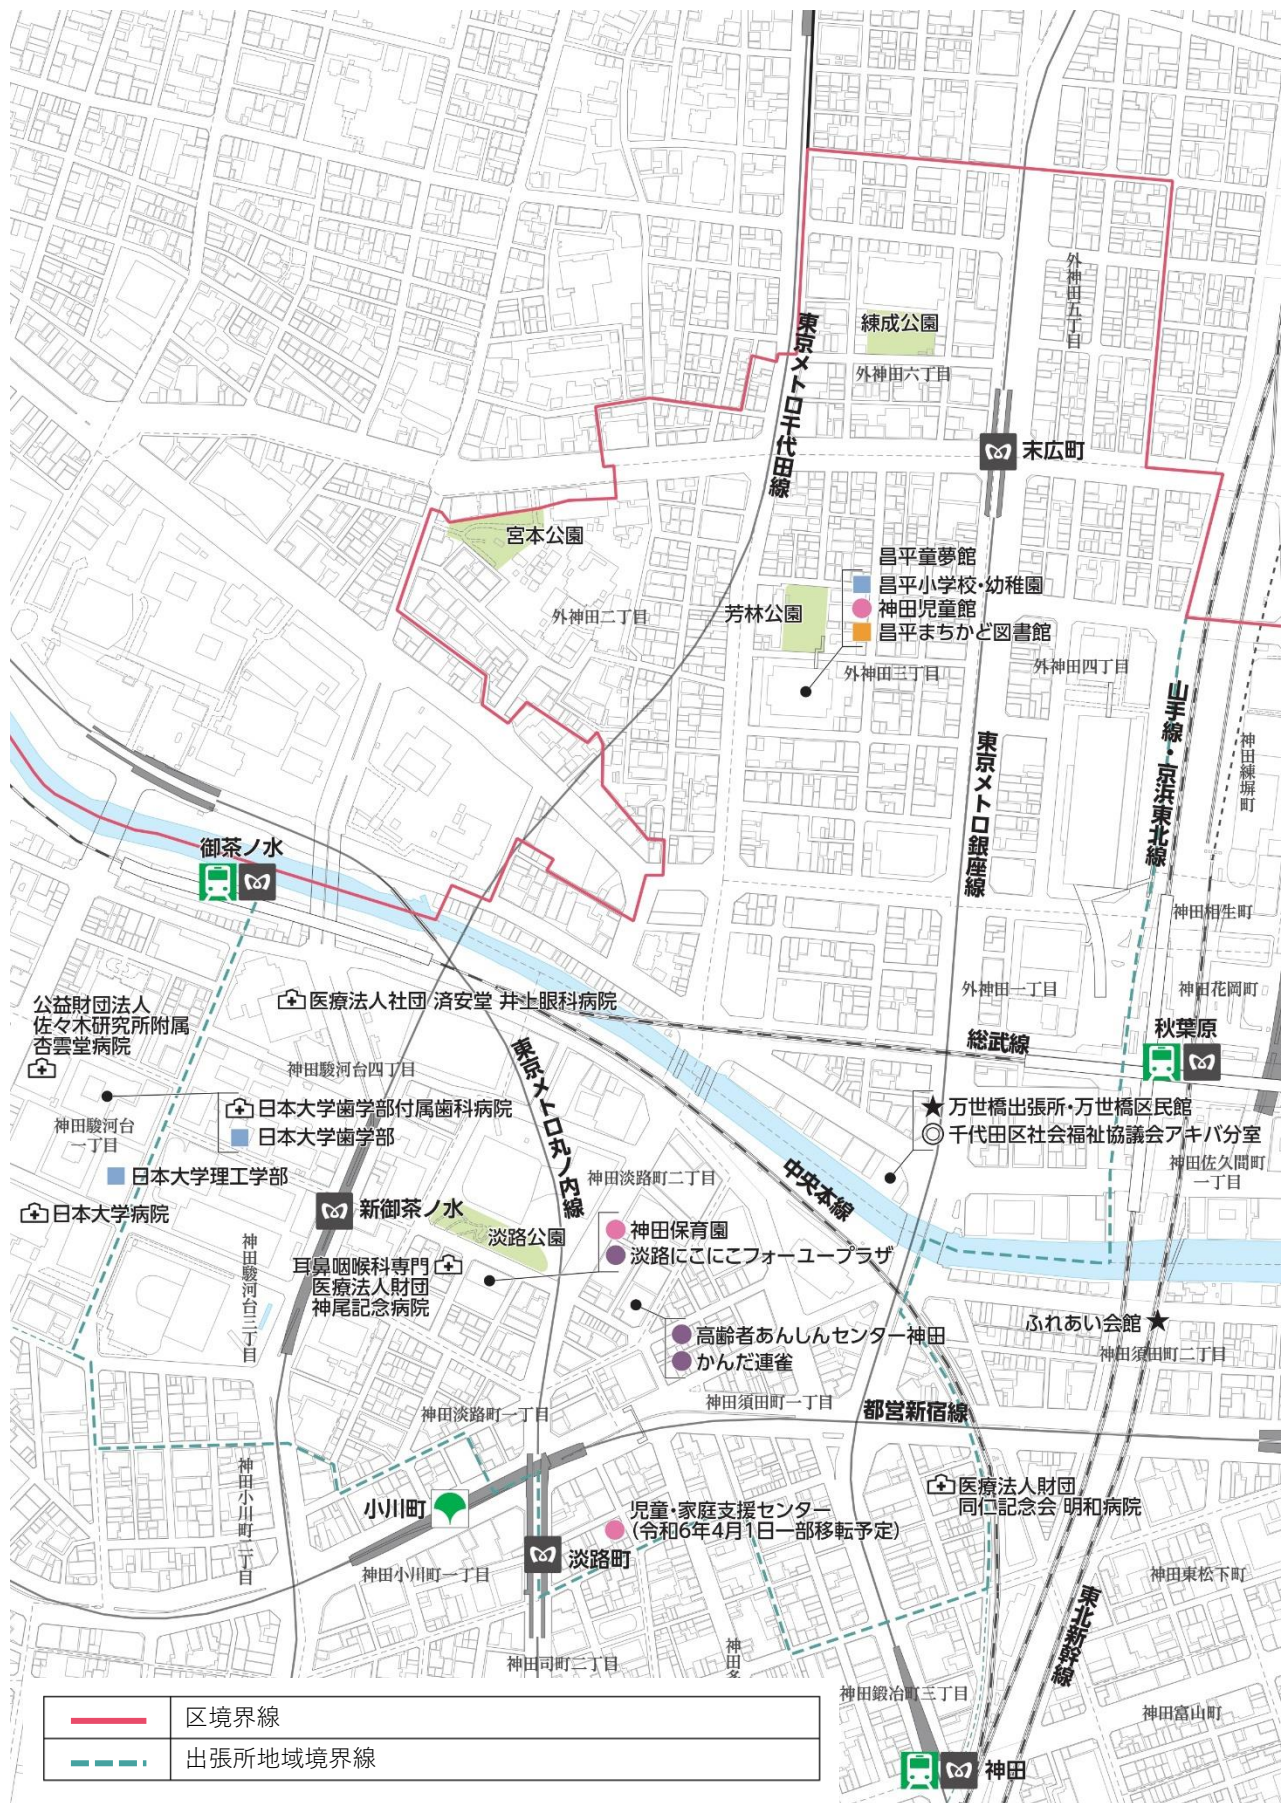 外神田五丁目
練成公園
東京メトロ千代田線
外神田六丁目
末広町
宮本公園
昌平童夢館
昌平小学校・幼稚園
神田児童館
昌平まちかど図書館
芳林公園
外神田二丁目
外神田三丁目
外神田四丁目
山手線・京浜東北線
神田練塀町
東京メトロ銀座線
御茶ノ水
神田相生町
外神田一丁目
神田花岡町
公益財団法人
佐々木研究所附属
杏雲堂病院
医療法人社団 済安堂 井上眼科病院
総武線
秋葉原
東京メトロ丸ノ内線
神田駿河台四丁目
日本大学歯学部付属歯科病院
日本大学歯学部
神田駿河台
一丁目
万世橋出張所・万世橋区民館
千代田区社会福祉協議会アキバ分室
日本大学理工学部
神田淡路町二丁目
中央本線
神田佐久間町
一丁目
日本大学病院
新御茶ノ水
淡路公園
神田保育園
淡路にこにこフォーユープラザ
神田駿河台三丁目
耳鼻咽喉科専門
医療法人財団
神尾記念病院
高齢者あんしんセンター神田
かんだ連雀
ふれあい会館
神田須田町二丁目
神田淡路町一丁目
神田須田町一丁目
都営新宿線
神田小川町二丁目
小川町
児童・家庭支援センター
(令和6年4月1日一部移転予定)
医療法人財団
同仁記念会 明和病院
淡路町
神田小川町一丁目
神田東松下町
東北新幹線
神田司町二丁目
神田多
神田鍛冶町三丁目
神田富山町
神田
区境界線
出張所地域境界線